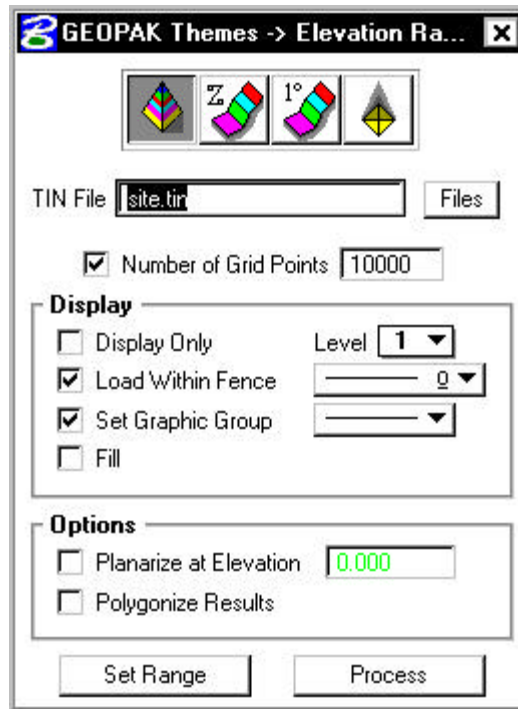 GEOPAK Themes -> Elevation Ra...
Z 1°
TIN File site.tin Files
Number of Grid Points 10000
Display
Display Only Level 1
Load Within Fence 0
Set Graphic Group
Fill
Options
Planarize at Elevation 0.000
Polygonize Results
Set Range Process